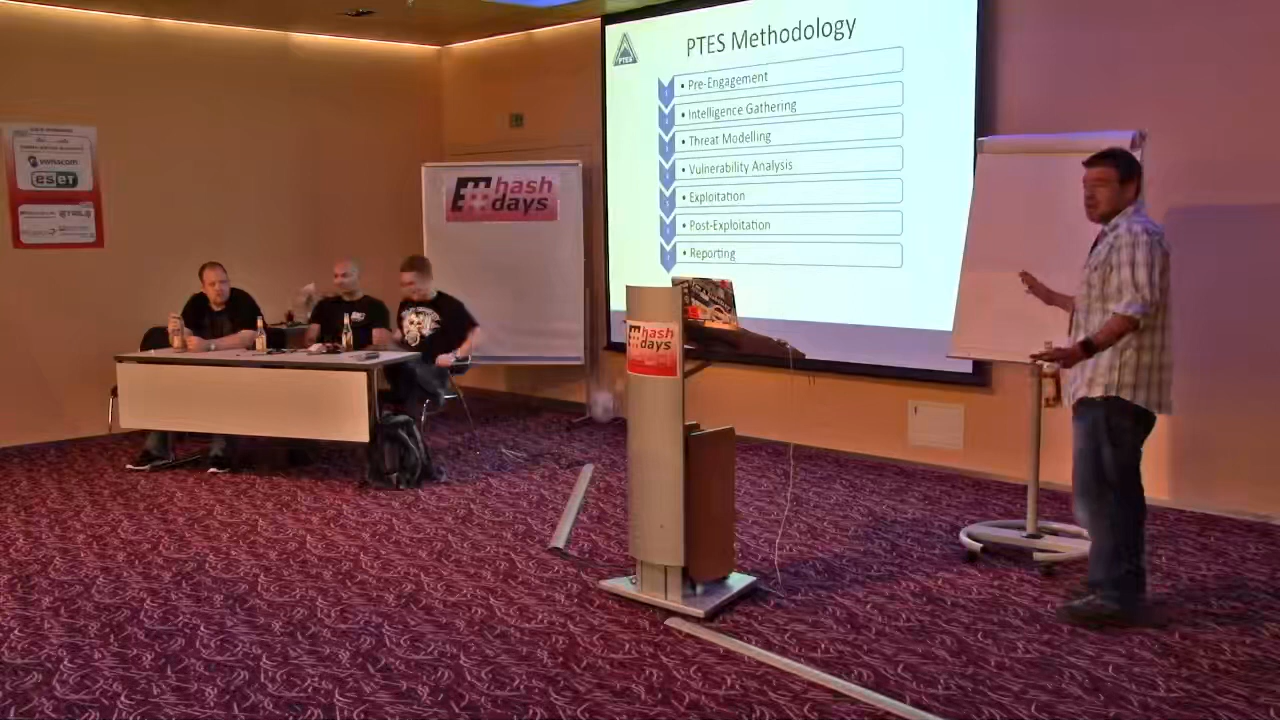 PTES
PTES Methodology
• Pre-Engagement
• Intelligence Gathering
• Threat Modelling
• Vulnerability Analysis
• Exploitation
• Post-Exploitation
• Reporting
hash
days
eseT
hash
days